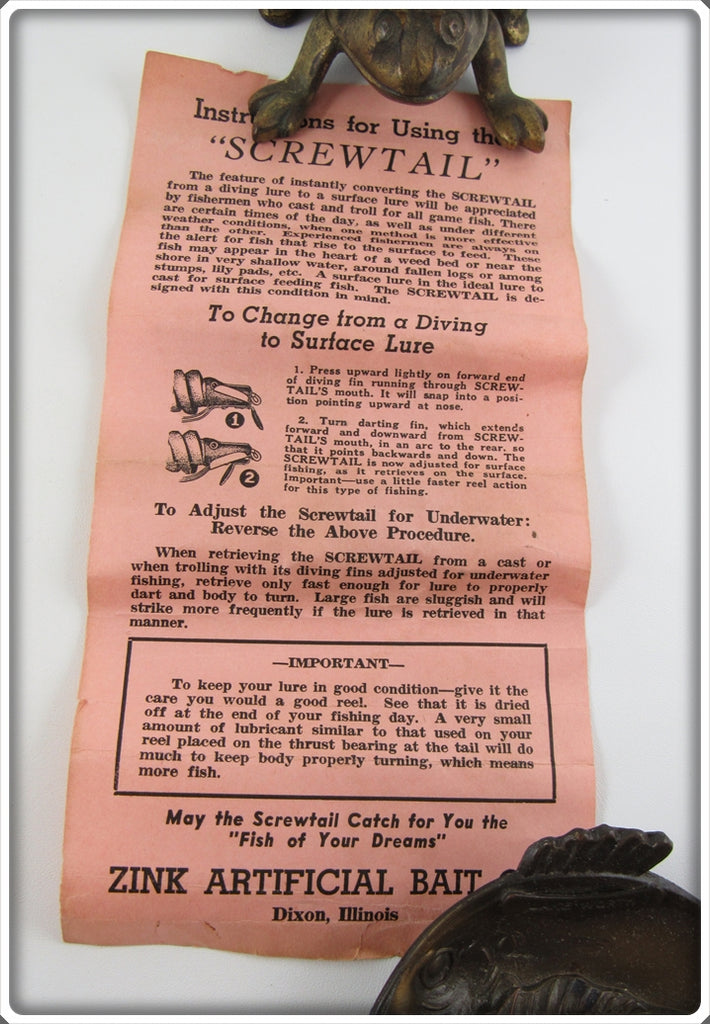 Instr ons for Using the
"SCREWTAIL"
The feature of instantly converting the SCREWTAIL
from a diving lure to a surface lure will be appreciated
by fishermen who cast and troll for all game fish. There
are certain times of the day, as well as under different
weather conditions, when one method is more effective
than the other. Experienced fishermen are always on
the alert for fish that rise to the surface to feed. These
fish may appear in the heart of a weed bed or near the
shore in very shallow water, around fallen logs or among
stumps, lily pads, etc. A surface lure in the ideal lure to
cast for surface feeding fish. The SCREWTAIL is de-
signed with this condition in mind.
To Change from a Diving
to Surface Lure
1. Press upward lightly on forward end
of diving fin running through SCREW-
TAIL'S mouth. It will snap into a posi-
tion pointing upward at nose.
1
2. Turn darting fin, which extends
forward and downward from SCREW-
TAIL'S mouth, in an arc to the rear, so
that it points backwards and down. The
SCREWTAIL is now adjusted for surface
fishing, as it retrieves on the surface.
Important—use a little faster reel action
for this type of fishing.
2
To Adjust the Screwtail for Underwater:
Reverse the Above Procedure.
When retrieving the SCREWTAIL from a cast or
when trolling with its diving fins adjusted for underwater
fishing, retrieve only fast enough for lure to properly
dart and body to turn. Large fish are sluggish and will
strike more frequently if the lure is retrieved in that
manner.
—IMPORTANT—
To keep your lure in good condition—give it the
care you would a good reel. See that it is dried
off at the end of your fishing day. A very small
amount of lubricant similar to that used on your
reel placed on the thrust bearing at the tail will do
much to keep body properly turning, which means
more fish.
May the Screwtail Catch for You the
"Fish of Your Dreams"
ZINK ARTIFICIAL BAIT
Dixon, Illinois